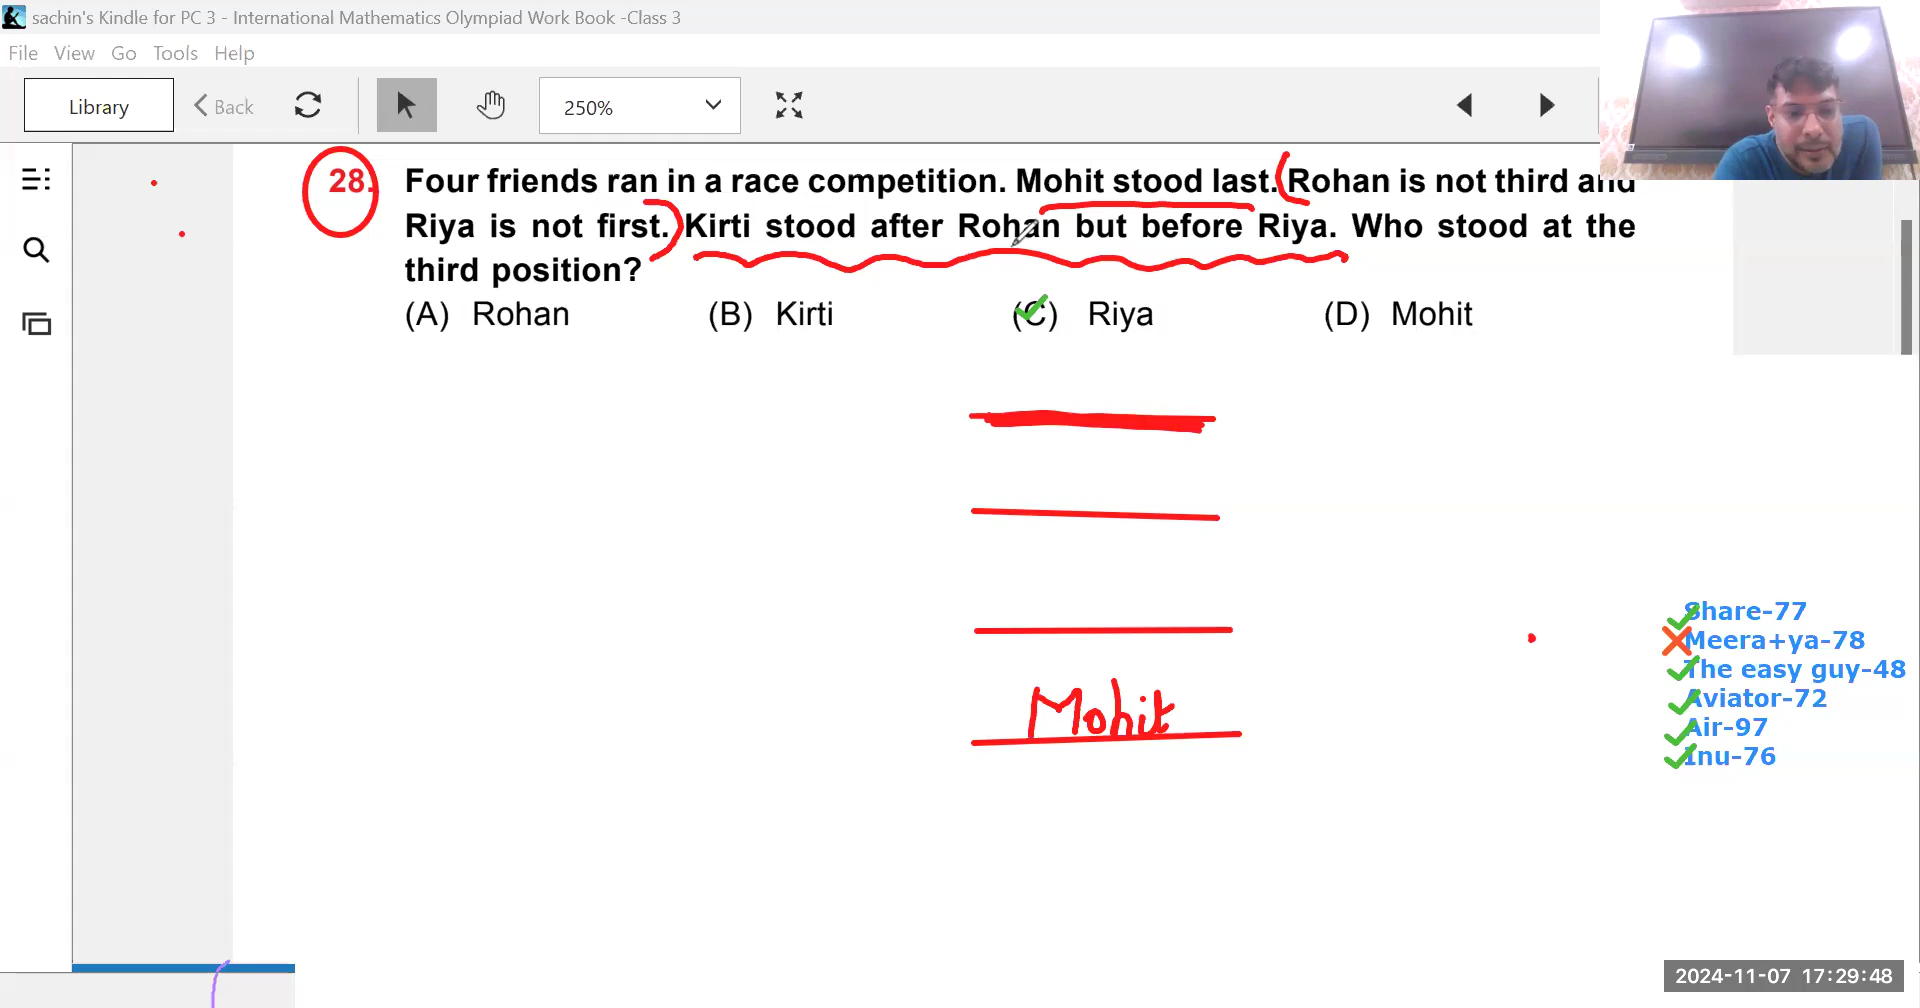 sachin's Kindle for PC 3 - International Mathematics Olympiad Work Book -Class 3
File View Go Tools Help
Library Back 250%
28. Four friends ran in a race competition. Mohit stood last. Rohan is not third and
Riya is not first. Kirti stood after Rohan but before Riya. Who stood at the
third position?
(A) Rohan (B) Kirti (C) Riya (D) Mohit
Mohit
Share-77
Meera+ya-78
The easy guy-48
Aviator-72
Air-97
Inu-76
2024-11-07 17:29:48